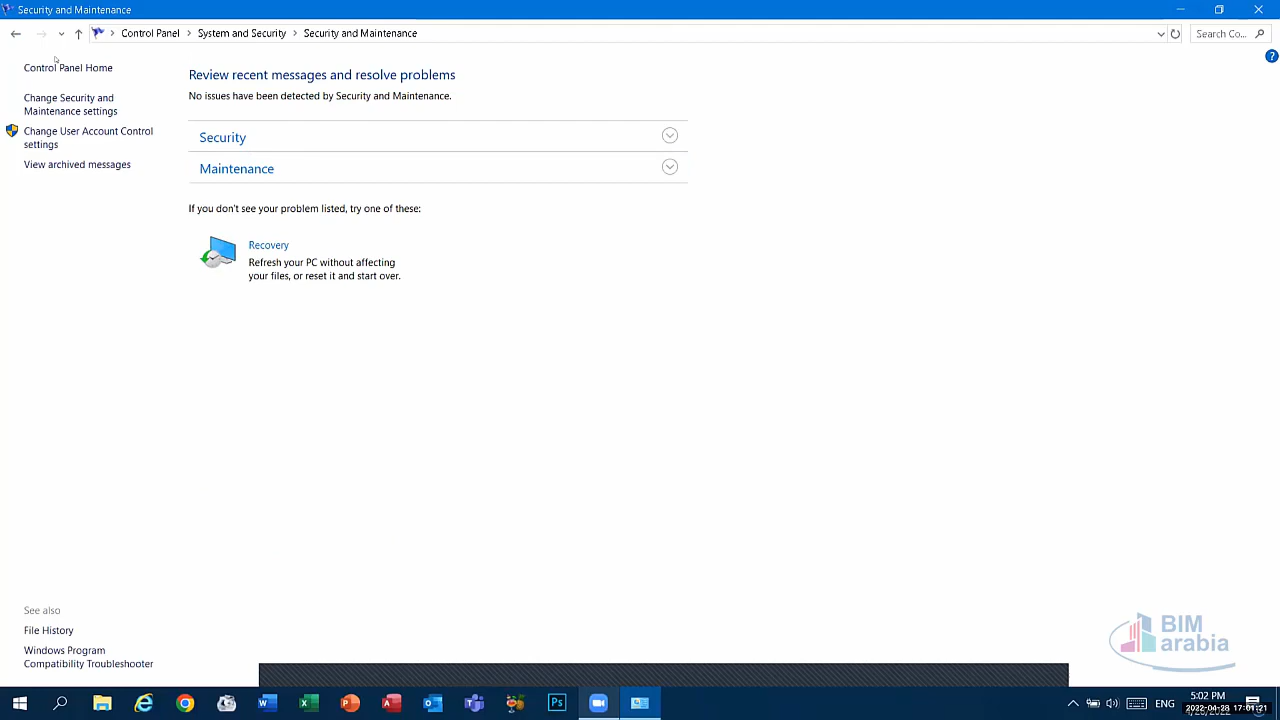 Security and Maintenance
Control Panel > System and Security > Security and Maintenance
Search Co...
Control Panel Home
Change Security and
Maintenance settings
Change User Account Control
settings
View archived messages
Review recent messages and resolve problems
No issues have been detected by Security and Maintenance.
Security
Maintenance
If you don't see your problem listed, try one of these:
Recovery
Refresh your PC without affecting
your files, or reset it and start over.
See also
File History
Windows Program
Compatibility Troubleshooter
BIM
arabia
ENG
5:02 PM
2022-04-28 17:01:21